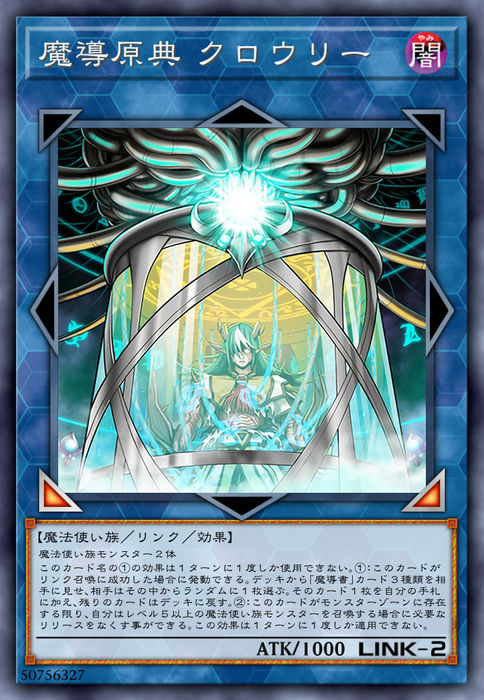 魔導原典 クロウリー
やみ
闇
【魔法使い族／リンク／効果】
魔法使い族モンスター２体
このカード名の①の効果は１ターンに１度しか使用できない。①：このカードが
リンク召喚に成功した場合に発動できる。デッキから「魔導書」カード３種類を相
手に見せ、相手はその中からランダムに１枚選ぶ。そのカード１枚を自分の手札
に加え、残りのカードはデッキに戻す。②：このカードがモンスターゾーンに存在
する限り、自分はレベル５以上の魔法使い族モンスターを召喚する場合に必要な
リリースをなくす事ができる。この効果は１ターンに１度しか適用できない。
ATK/1000 LINK-2
50756327